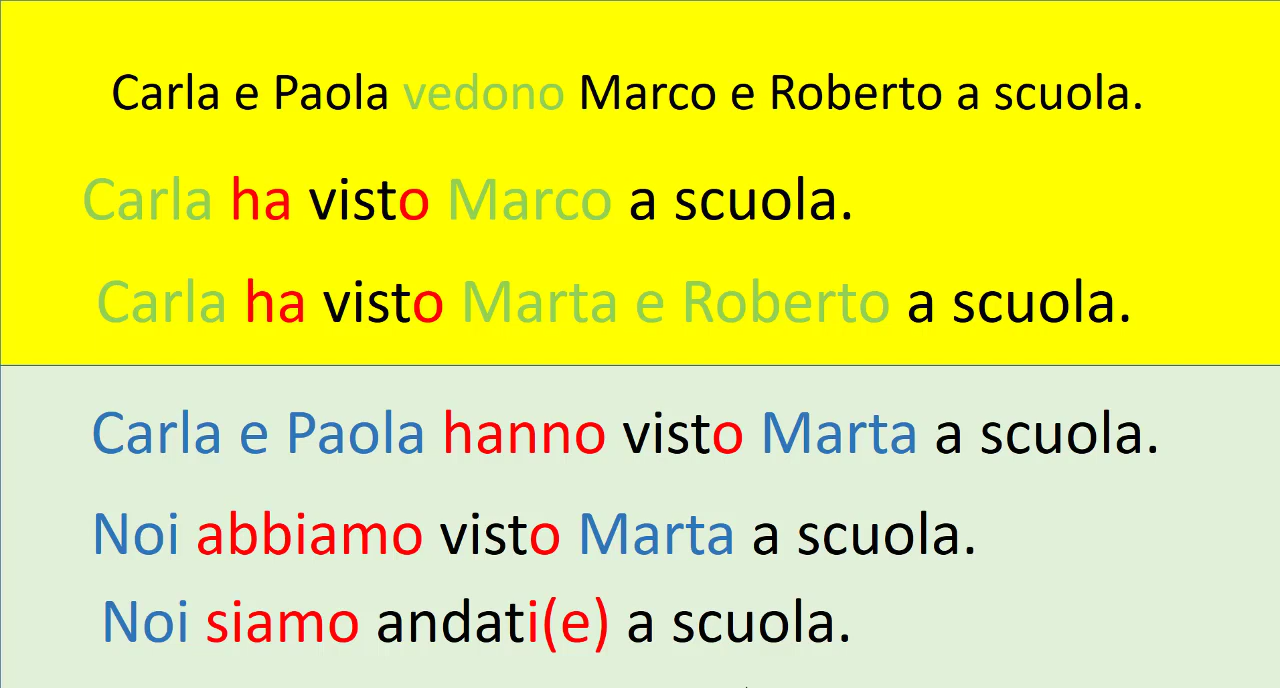 Carla e Paola vedono Marco e Roberto a scuola.
Carla ha visto Marco a scuola.
Carla ha visto Marta e Roberto a scuola.
Carla e Paola hanno visto Marta a scuola.
Noi abbiamo visto Marta a scuola.
Noi siamo andati(e) a scuola.